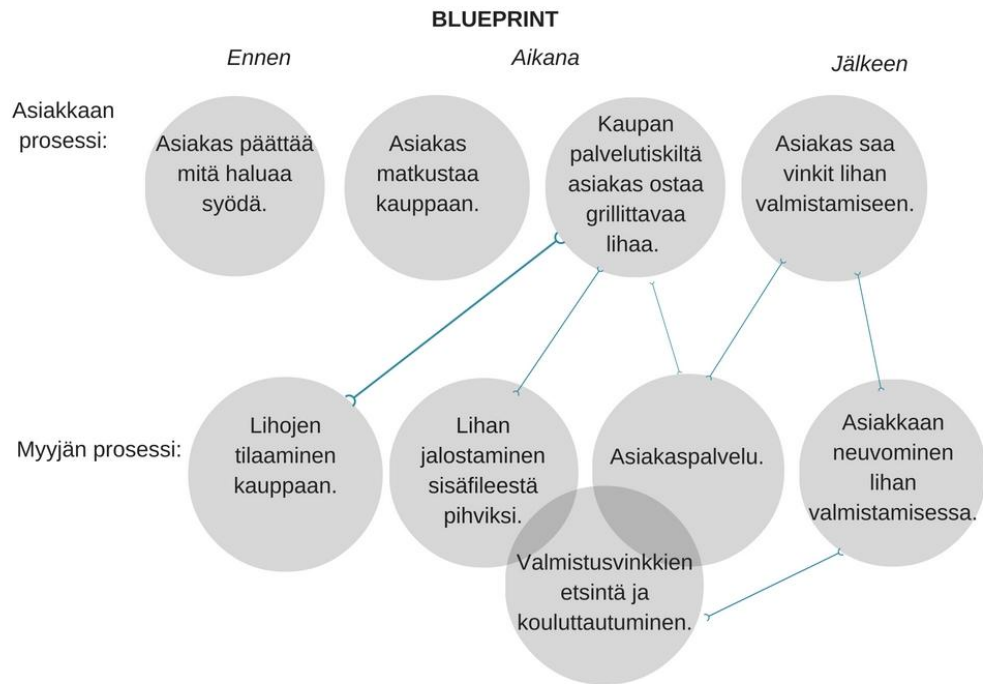 BLUEPRINT
Ennen
Aikana
Jälkeen
Asiakkaan
prosessi:
Asiakas päättää
mitä haluaa
syödä.
Asiakas
matkustaa
kauppaan.
Kaupan
palvelutiskiltä
asiakas ostaa
grillittavaa
lihaa.
Asiakas saa
vinkit lihan
valmistamiseen.
Myyjän prosessi:
Lihojen
tilaaminen
kauppaan.
Lihan
jalostaminen
sisäfileestä
pihviksi.
Asiakaspalvelu.
Asiakkaan
neuvominen
lihan
valmistamisessa.
Valmistusvinkkien
etsintä ja
kouluttautuminen.